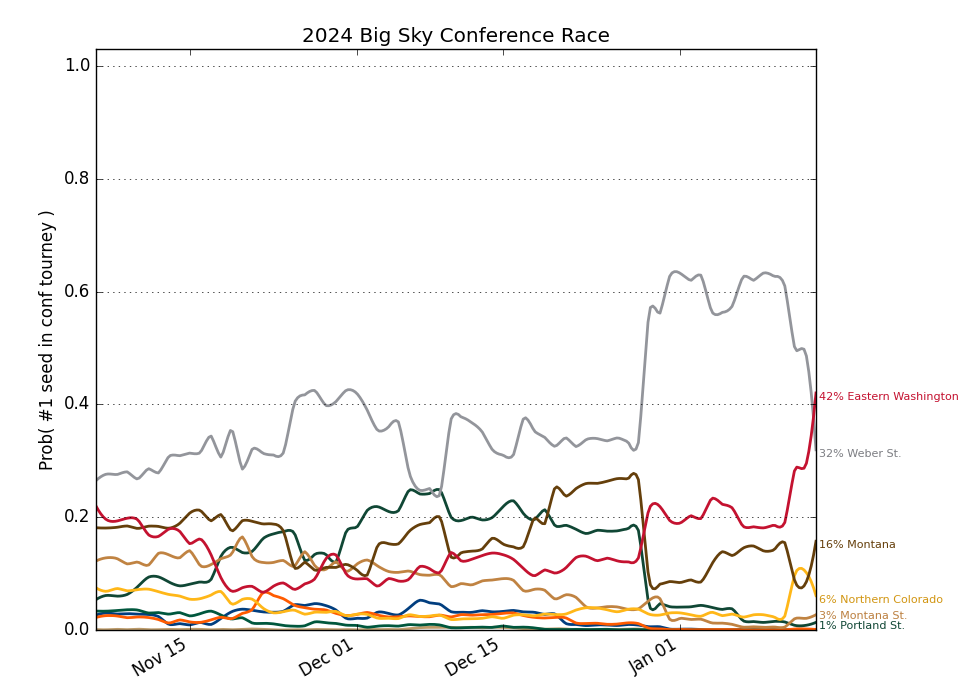 2024 Big Sky Conference Race
Prob( #1 seed in conf tourney )
1.0
0.8
0.6
0.4
0.2
0.0
Nov 15
Dec 01
Dec 15
Jan 01
42% Eastern Washington
32% Weber St.
16% Montana
6% Northern Colorado
3% Montana St.
1% Portland St.